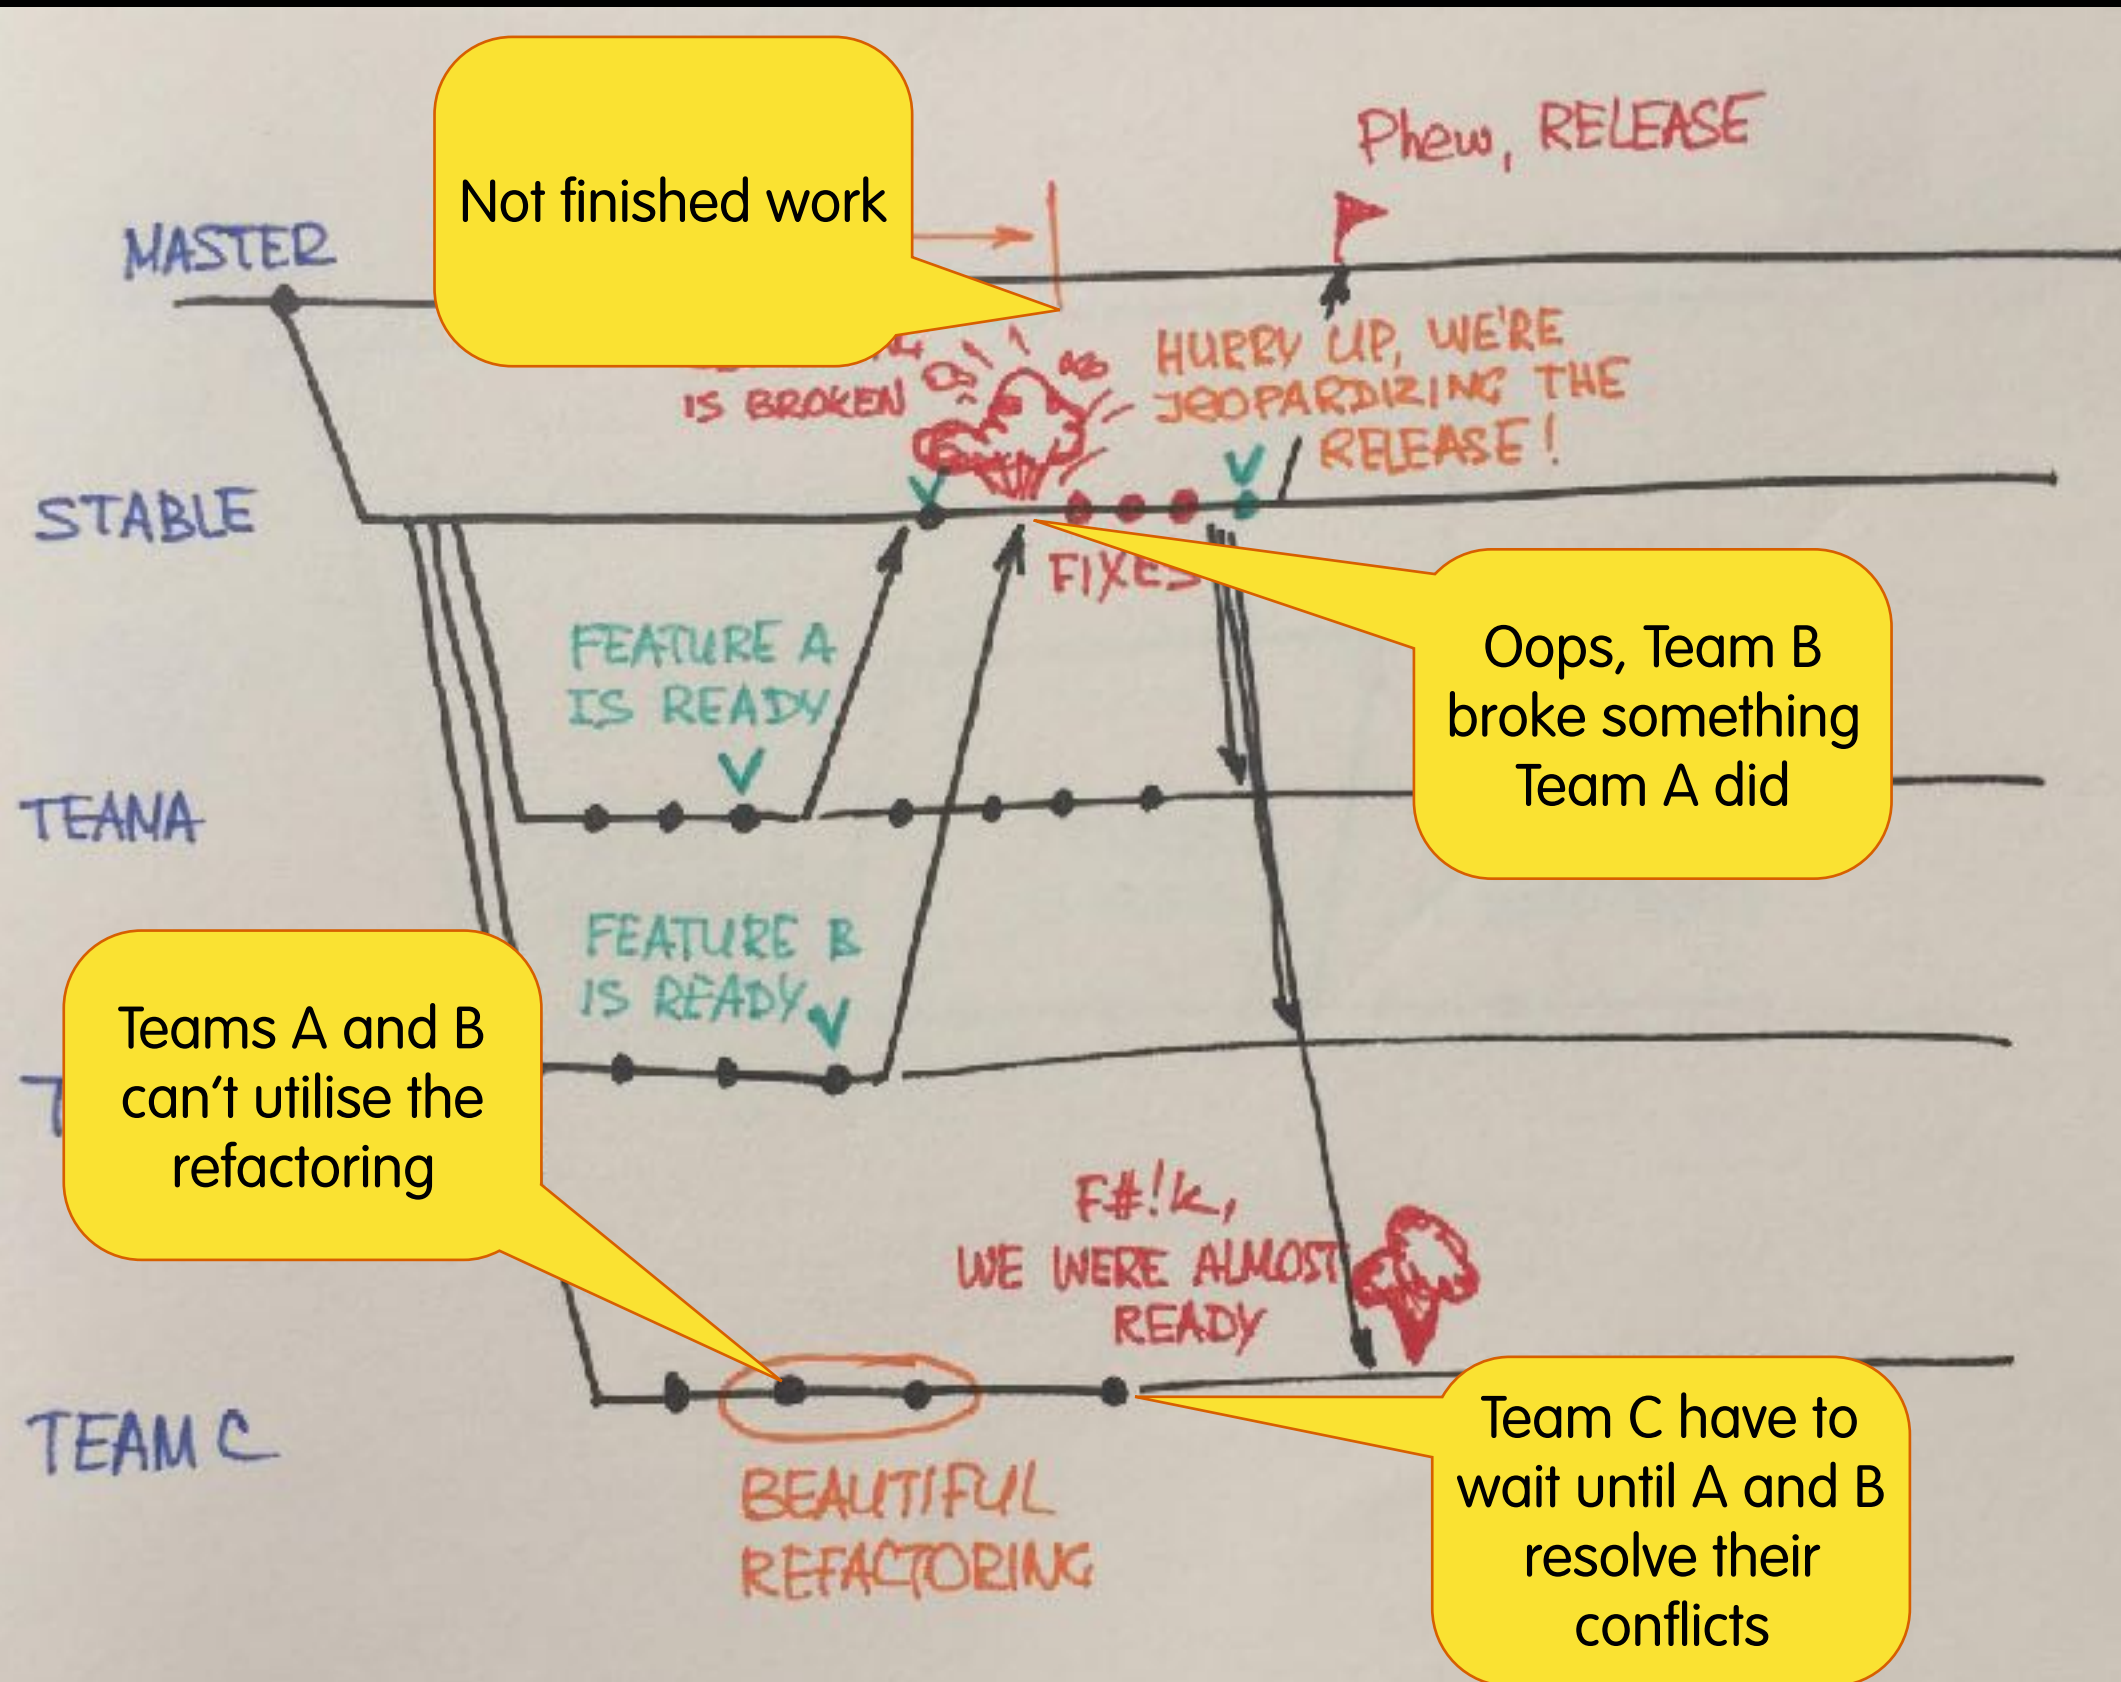 Not finished work
Phew, RELEASE
MASTER
IS BROKEN
HURRY UP, WE'RE
JEOPARDIZING THE
RELEASE!
STABLE
FIXES
Oops, Team B
broke something
Team A did
FEATURE A
IS READY
TEANA
FEATURE B
IS READY
Teams A and B
can't utilise the
refactoring
F#!k,
WE WERE ALMOST
READY
TEAM C
BEAUTIFUL
REFACTORING
Team C have to
wait until A and B
resolve their
conflicts